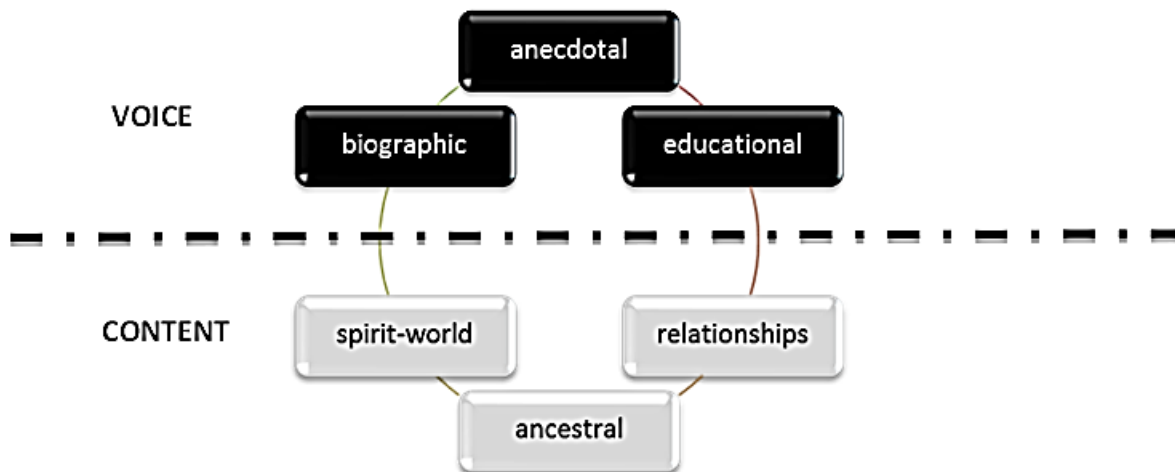 anecdotal
VOICE
biographic
educational
CONTENT
spirit-world
relationships
ancestral